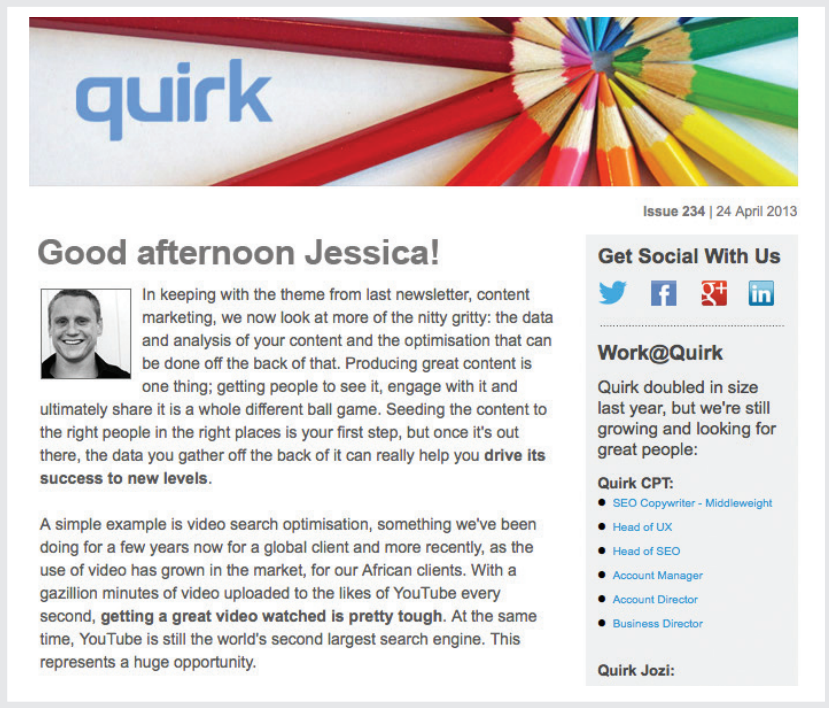 quirk
Issue 234 | 24 April 2013
Good afternoon Jessica!
In keeping with the theme from last newsletter, content
marketing, we now look at more of the nitty gritty: the data
and analysis of your content and the optimisation that can
be done off the back of that. Producing great content is
one thing; getting people to see it, engage with it and
ultimately share it is a whole different ball game. Seeding the content to
the right people in the right places is your first step, but once it's out
there, the data you gather off the back of it can really help you drive its
success to new levels.
A simple example is video search optimisation, something we've been
doing for a few years now for a global client and more recently, as the
use of video has grown in the market, for our African clients. With a
gazillion minutes of video uploaded to the likes of YouTube every
second, getting a great video watched is pretty tough. At the same
time, YouTube is still the world's second largest search engine. This
represents a huge opportunity.
Get Social With Us
f g+ in
Work@Quirk
Quirk doubled in size
last year, but we're still
growing and looking for
great people:
Quirk CPT:
SEO Copywriter - Middleweight
Head of UX
Head of SEO
Account Manager
Account Director
Business Director
Quirk Jozi: